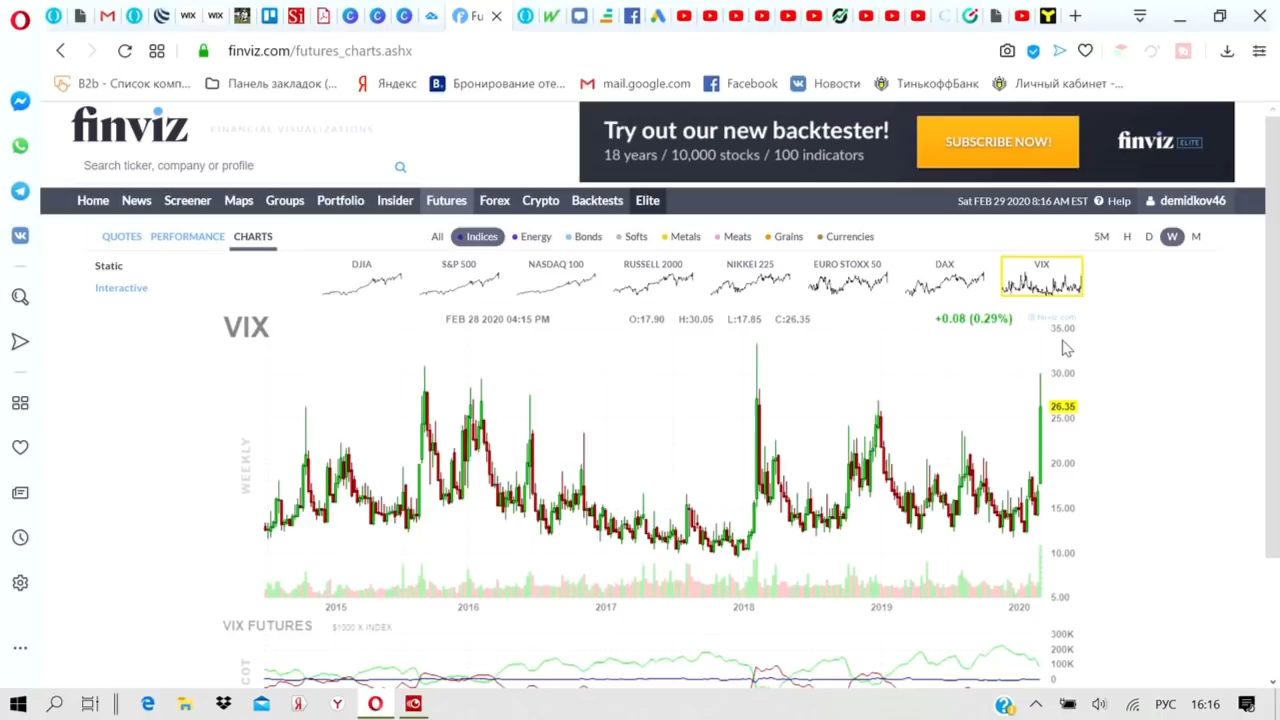 Fu
finviz.com/futures_charts.ashx
B2b - Список комп...
Панель закладок (...
Яндекс
Бронирование оте...
mail.google.com
Facebook
Новости
ТинькоффБанк
Личный кабинет -...
finviz FINANCIAL VISUALIZATIONS
Search ticker, company or profile
Try out our new backtester!
18 years / 10,000 stocks / 100 indicators
SUBSCRIBE NOW!
finviz ELITE
Home News Screener Maps Groups Portfolio Insider Futures Forex Crypto Backtests Elite
Sat FEB 29 2020 8:16 AM EST Help demidkov46
QUOTES PERFORMANCE CHARTS
All Indices Energy Bonds Softs Metals Meats Grains Currencies
5M H D W M
Static
Interactive
DJIA S&P 500 NASDAQ 100 RUSSELL 2000 NIKKEI 225 EURO STOXX 50 DAX VIX
VIX
FEB 28 2020 04:15 PM O:17.90 H:30.05 L:17.85 C:26.35 +0.08 (0.29%)
© finviz.com
35.00
30.00
26.35
25.00
20.00
15.00
10.00
5.00
WEEKLY
2015 2016 2017 2018 2019 2020
VIX FUTURES $1000 X INDEX
300K
200K
100K
0
COT
РУС 16:16